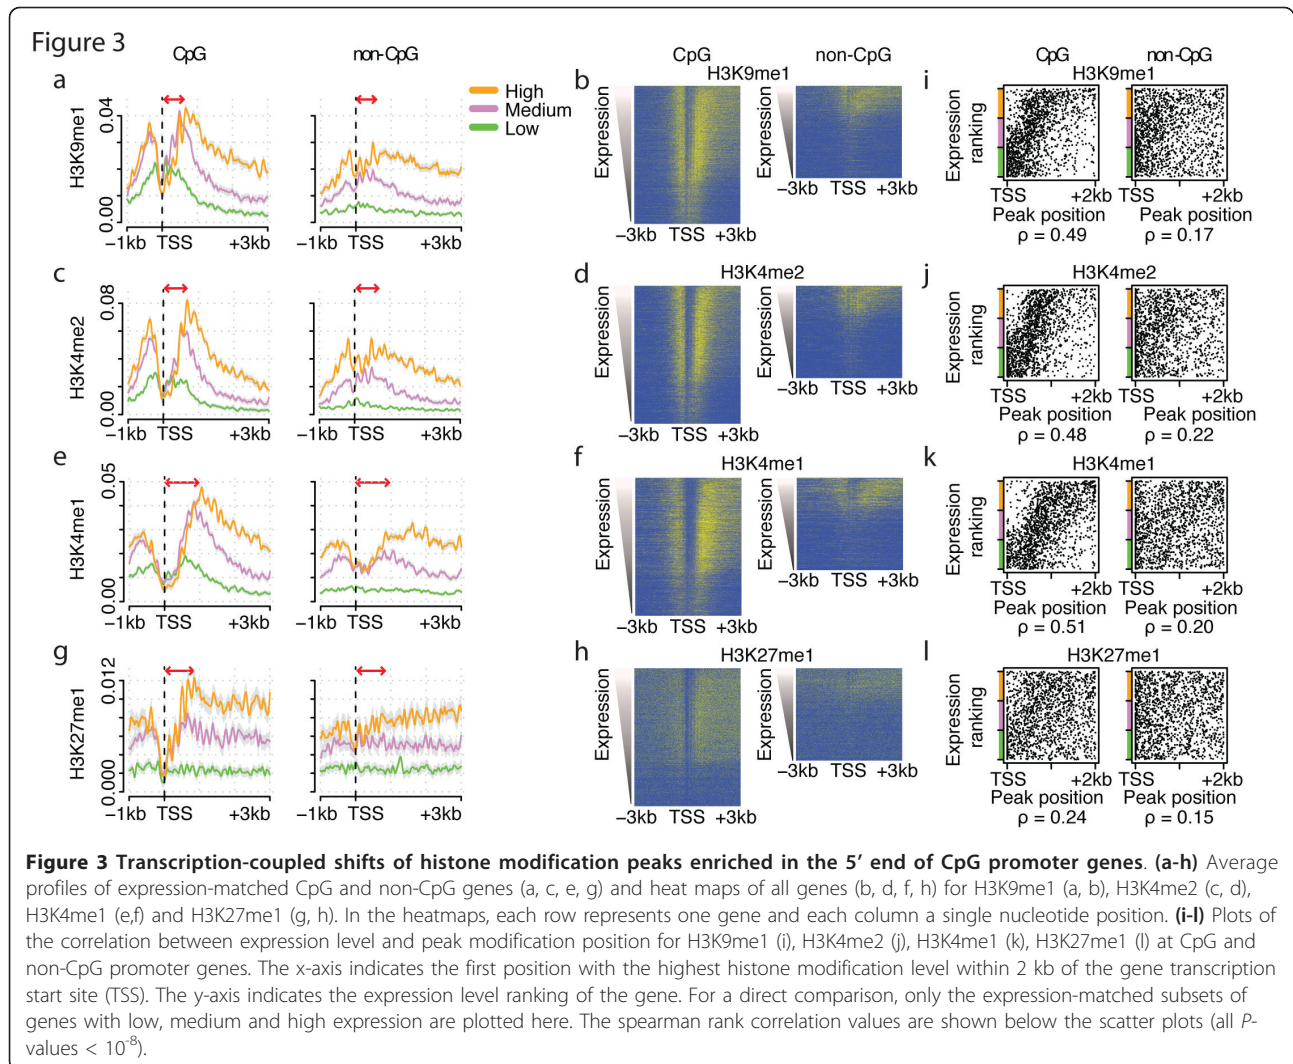 Figure 3
CpG non-CpG
a
High
Medium
Low
H3K9me1
0.04
0.00
−1kb TSS +3kb
−1kb TSS +3kb
b
CpG non-CpG
H3K9me1
Expression
Expression
−3kb TSS +3kb
−3kb TSS +3kb
i
CpG non-CpG
H3K9me1
Expression
ranking
TSS +2kb TSS +2kb
Peak position Peak position
ρ = 0.49 ρ = 0.17
c
H3K4me2
0.08
0.00
−1kb TSS +3kb
−1kb TSS +3kb
d
H3K4me2
Expression
Expression
−3kb TSS +3kb
−3kb TSS +3kb
j
H3K4me2
Expression
ranking
TSS +2kb TSS +2kb
Peak position Peak position
ρ = 0.48 ρ = 0.22
e
H3K4me1
0.05
0.00
−1kb TSS +3kb
−1kb TSS +3kb
f
H3K4me1
Expression
Expression
−3kb TSS +3kb
−3kb TSS +3kb
k
H3K4me1
Expression
ranking
TSS +2kb TSS +2kb
Peak position Peak position
ρ = 0.51 ρ = 0.20
g
H3K27me1
0.012
0.000
−1kb TSS +3kb
−1kb TSS +3kb
h
H3K27me1
Expression
Expression
−3kb TSS +3kb
−3kb TSS +3kb
l
H3K27me1
Expression
ranking
TSS +2kb TSS +2kb
Peak position Peak position
ρ = 0.24 ρ = 0.15
Figure 3 Transcription-coupled shifts of histone modification peaks enriched in the 5′ end of CpG promoter genes. (a-h) Average
profiles of expression-matched CpG and non-CpG genes (a, c, e, g) and heat maps of all genes (b, d, f, h) for H3K9me1 (a, b), H3K4me2 (c, d),
H3K4me1 (e,f) and H3K27me1 (g, h). In the heatmaps, each row represents one gene and each column a single nucleotide position. (i-l) Plots of
the correlation between expression level and peak modification position for H3K9me1 (i), H3K4me2 (j), H3K4me1 (k), H3K27me1 (l) at CpG and
non-CpG promoter genes. The x-axis indicates the first position with the highest histone modification level within 2 kb of the gene transcription
start site (TSS). The y-axis indicates the expression level ranking of the gene. For a direct comparison, only the expression-matched subsets of
genes with low, medium and high expression are plotted here. The spearman rank correlation values are shown below the scatter plots (all P-
values < 10⁻⁸).